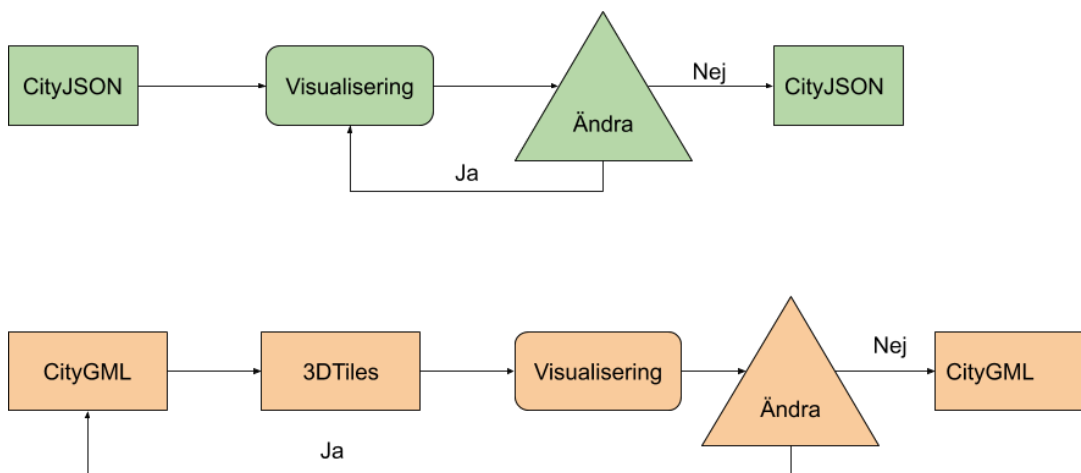 CityJSON
Visualisering
Ändra
Nej
CityJSON
Ja
CityGML
3DTiles
Visualisering
Ändra
Nej
CityGML
Ja